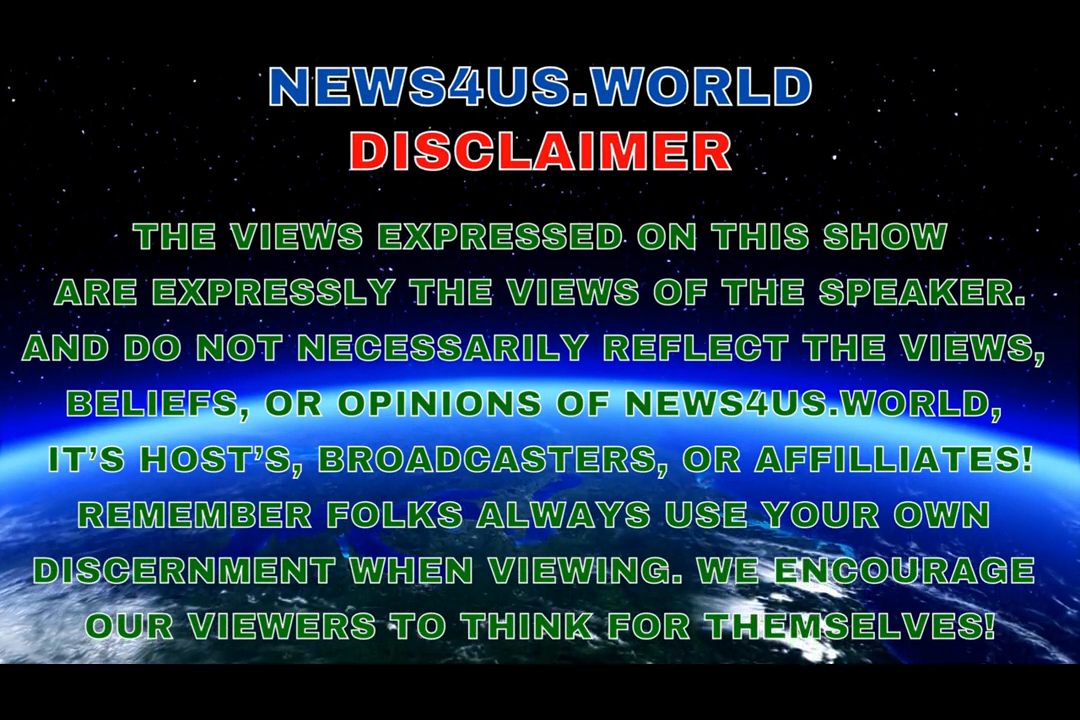 NEWS4US.WORLD
DISCLAIMER
THE VIEWS EXPRESSED ON THIS SHOW
ARE EXPRESSLY THE VIEWS OF THE SPEAKER.
AND DO NOT NECESSARILY REFLECT THE VIEWS,
BELIEFS, OR OPINIONS OF NEWS4US.WORLD,
IT’S HOST’S, BROADCASTERS, OR AFFILLIATES!
REMEMBER FOLKS ALWAYS USE YOUR OWN
DISCERNMENT WHEN VIEWING. WE ENCOURAGE
OUR VIEWERS TO THINK FOR THEMSELVES!